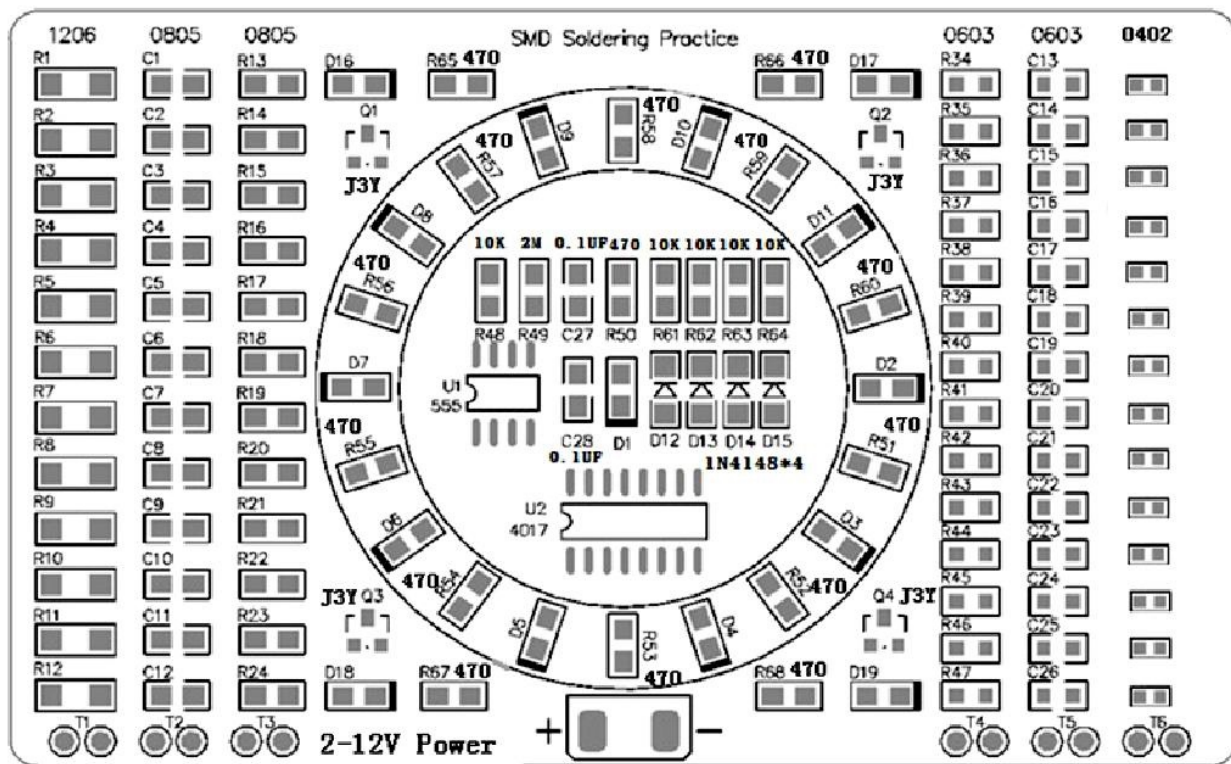 1206 0805 0805 SMD Soldering Practice 0603 0603 0402
R1 C1 R13 D16 R65 470 R66 470 D17 R34 C13
R2 C2 R14 Q1 470 D9 470 R58 D10 Q2 R35 C14
470 R57 R59
R3 C3 R15 J3Y J3Y R36 C15
R4 C4 R16 D8 D11 R37 C16
10K 2M 0.1UF 470 10K 10K 10K 10K
R5 C5 R17 470 R56 470 R60 R38 C17
R39 C18
R6 C6 R18 R48 R49 C27 R50 R61 R62 R63 R64 R40 C19
D7 D2
R7 C7 R19 U1 R41 C20
555
R8 C8 R20 470 R55 C28 D1 D12 D13 D14 D15 470 R51 R42 C21
0.1UF 1N4148*4
R9 C9 R21 D6 U2 D3 R43 C22
4017
R10 C10 R22 470 R54 R52 470 R44 C23
R11 C11 R23 J3Y Q3 D5 R53 D4 Q4 J3Y R45 C24
R46 C25
R12 C12 R24 D18 R67 470 470 R68 470 D19 R47 C26
T1 T2 T3 T4 T5 T6
2-12V Power + −